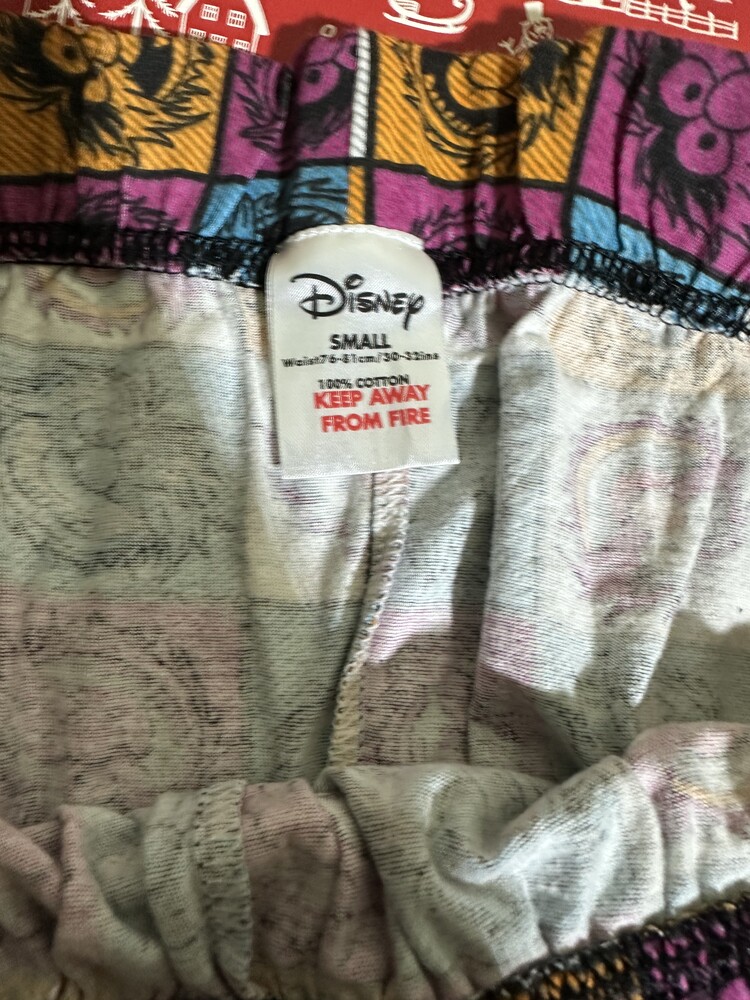 Disney
SMALL
Waist76-81cm/30-32ins
100% COTTON
KEEP AWAY
FROM FIRE